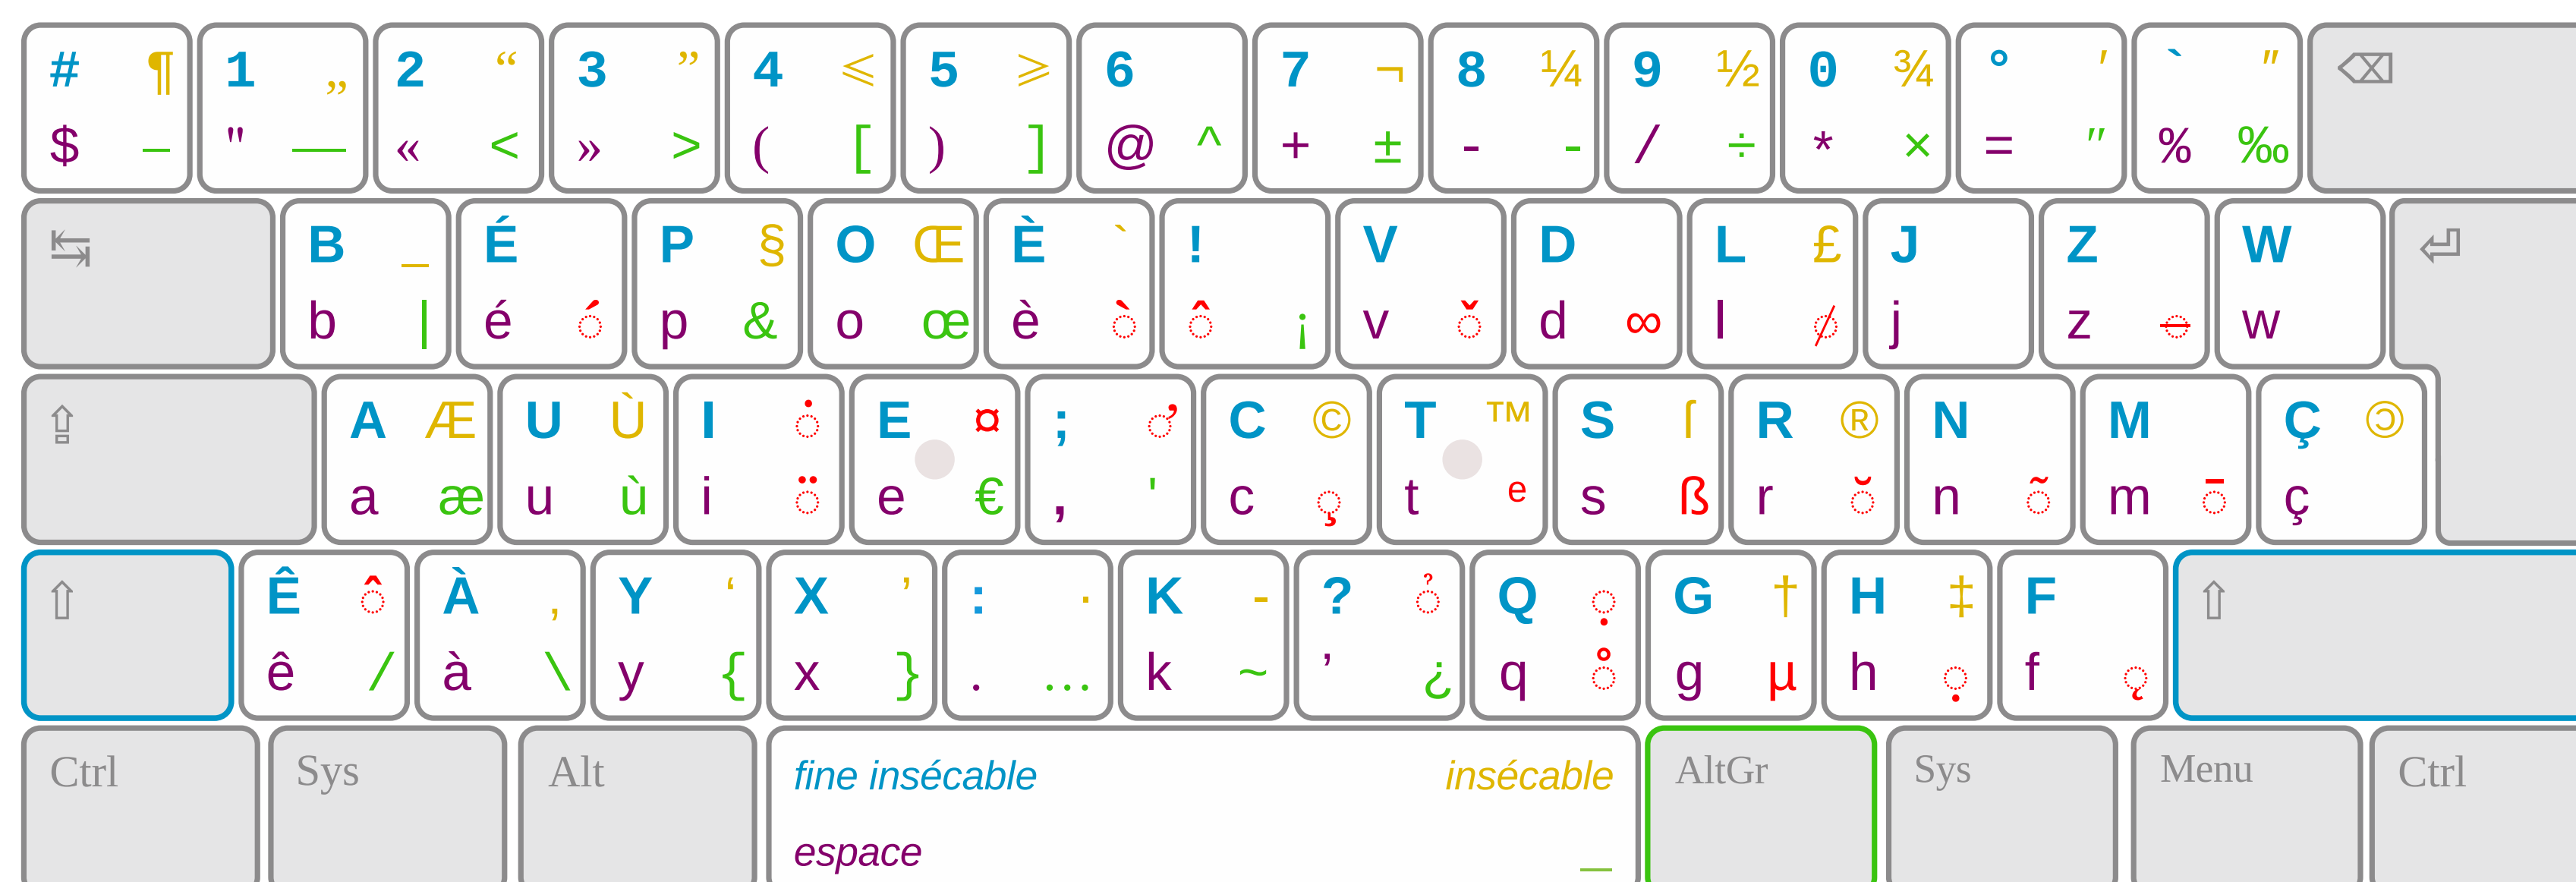 # ¶ 1 „ 2 “ 3 ” 4 ⩽ 5 ⩾ 6 7 ¬ 8 ¼ 9 ½ 0 ¾ ° ′ ` ″ ⌫
$ – " — « < » > ( [ ) ] @ ^ + ± - - / ÷ * × = ″ % ‰
↹ B _ É P § O Œ È ` ! V D L £ J Z W ⏎
b | é ◌́ p & o œ è ◌̀ ◌̂ ¡ v ◌̌ d ∞ l ◌̸ j z ◌̵ w
⇪ A Æ U Ù I ◌̇ E ¤ ; ◌̛ C © T ™ S ſ R ® N M Ç 🄯
a æ u ù i ◌̈ e € , ' c ◌̧ t ᵉ s ß r ◌̆ n ◌̃ m ◌̄ ç
⇧ Ê ◌̂ À ‚ Y ‘ X ’ : · K ‑ ? ◌̉ Q ◌̣ G † H ‡ F ⇧
ê / à \ y { x } . … k ~ ’ ¿ q ◌̊ g µ h ◌̣ f ◌̨
Ctrl Sys Alt fine insécable insécable AltGr Sys Menu Ctrl
espace _